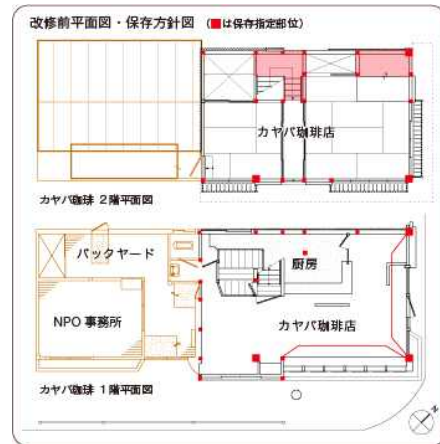 改修前平面図・保存方針図 (■は保存指定部位)
カヤバ珈琲店
カヤバ珈琲 2階平面図
バックヤード
厨房
NPO 事務所
カヤバ珈琲店
カヤバ珈琲 1階平面図
N